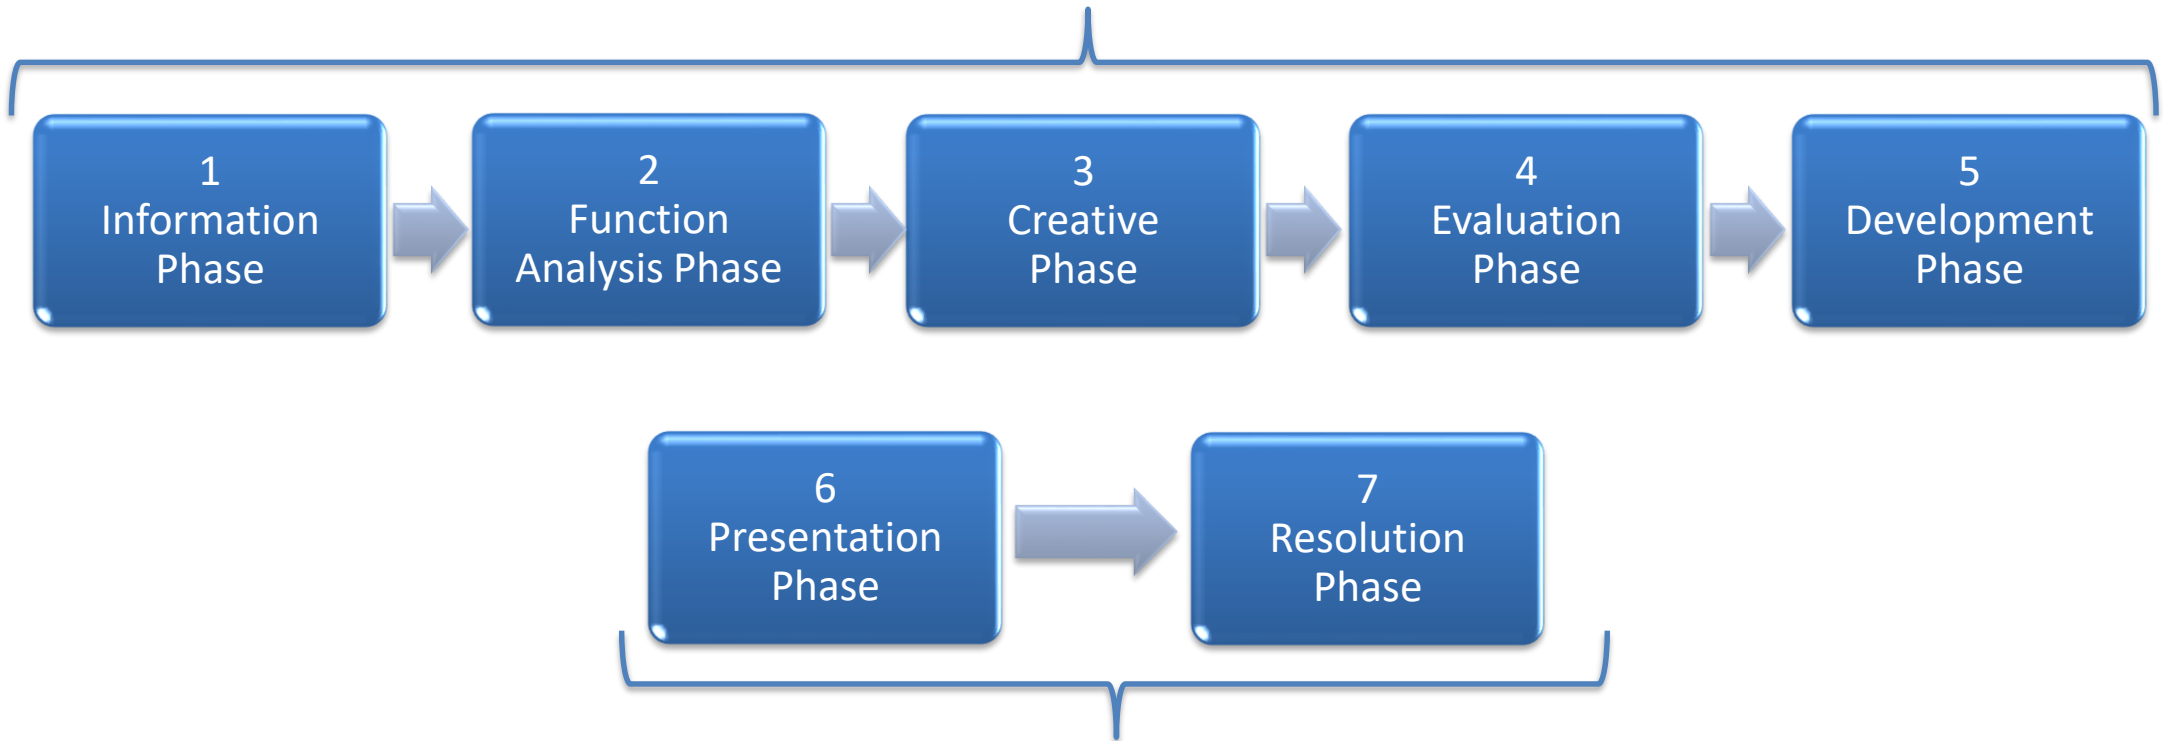 1
Information
Phase
2
Function
Analysis Phase
3
Creative
Phase
4
Evaluation
Phase
5
Development
Phase
6
Presentation
Phase
7
Resolution
Phase